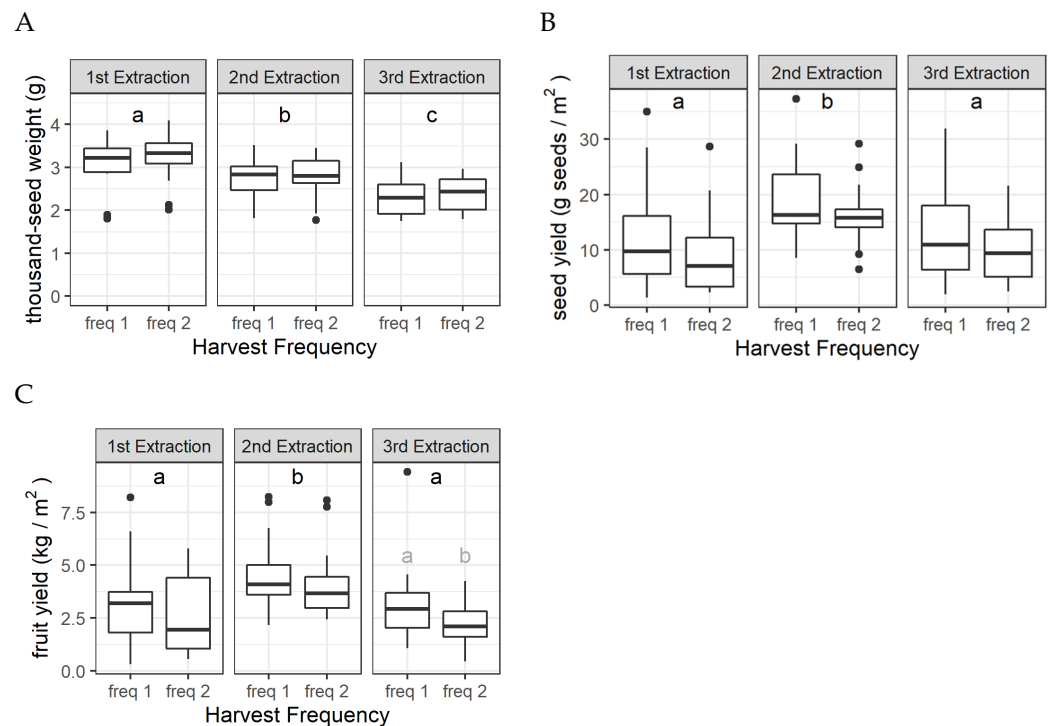 A
1st Extraction 2nd Extraction 3rd Extraction
a b c
thousand-seed weight (g)
4
3
2
1
0
freq 1 freq 2 freq 1 freq 2 freq 1 freq 2
Harvest Frequency
B
1st Extraction 2nd Extraction 3rd Extraction
a b a
seed yield (g seeds / m²)
30
20
10
0
freq 1 freq 2 freq 1 freq 2 freq 1 freq 2
Harvest Frequency
C
1st Extraction 2nd Extraction 3rd Extraction
a b a
fruit yield (kg / m²)
7.5
5.0
a b
2.5
0.0
freq 1 freq 2 freq 1 freq 2 freq 1 freq 2
Harvest Frequency